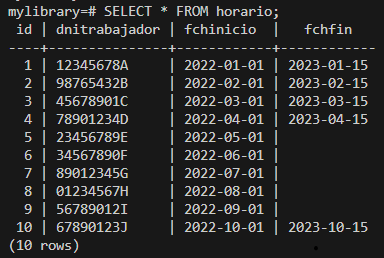 mylibrary=# SELECT * FROM horario;
 id | dnitrabajador | fchinicio  |   fchfin
----+---------------+------------+------------
  1 | 12345678A     | 2022-01-01 | 2023-01-15
  2 | 98765432B     | 2022-02-01 | 2023-02-15
  3 | 45678901C     | 2022-03-01 | 2023-03-15
  4 | 78901234D     | 2022-04-01 | 2023-04-15
  5 | 23456789E     | 2022-05-01 |
  6 | 34567890F     | 2022-06-01 |
  7 | 89012345G     | 2022-07-01 |
  8 | 01234567H     | 2022-08-01 |
  9 | 56789012I     | 2022-09-01 |
 10 | 67890123J     | 2022-10-01 | 2023-10-15
(10 rows)